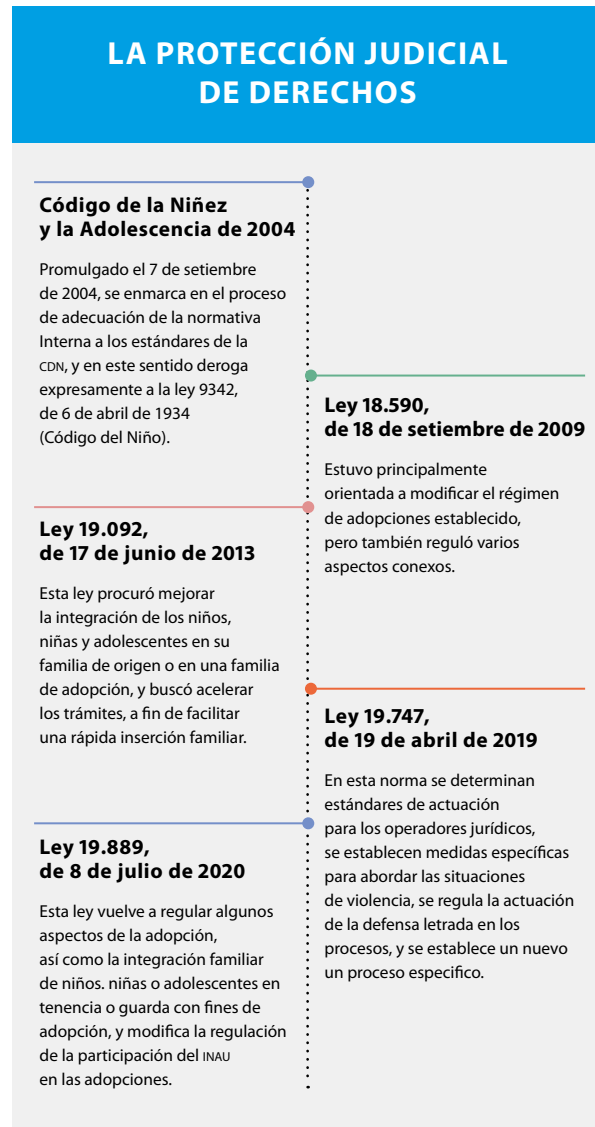 LA PROTECCIÓN JUDICIAL
DE DERECHOS
Código de la Niñez
y la Adolescencia de 2004
Promulgado el 7 de setiembre
de 2004, se enmarca en el proceso
de adecuación de la normativa
Interna a los estándares de la
CDN, y en este sentido deroga
expresamente a la ley 9342,
de 6 de abril de 1934
(Código del Niño).
Ley 18.590,
de 18 de setiembre de 2009
Estuvo principalmente
orientada a modificar el régimen
de adopciones establecido,
pero también reguló varios
aspectos conexos.
Ley 19.092,
de 17 de junio de 2013
Esta ley procuró mejorar
la integración de los niños,
niñas y adolescentes en su
familia de origen o en una familia
de adopción, y buscó acelerar
los trámites, a fin de facilitar
una rápida inserción familiar.
Ley 19.747,
de 19 de abril de 2019
En esta norma se determinan
estándares de actuación
para los operadores jurídicos,
se establecen medidas específicas
para abordar las situaciones
de violencia, se regula la actuación
de la defensa letrada en los
procesos, y se establece un nuevo
un proceso especifico.
Ley 19.889,
de 8 de julio de 2020
Esta ley vuelve a regular algunos
aspectos de la adopción,
así como la integración familiar
de niños. niñas o adolescentes en
tenencia o guarda con fines de
adopción, y modifica la regulación
de la participación del INAU
en las adopciones.